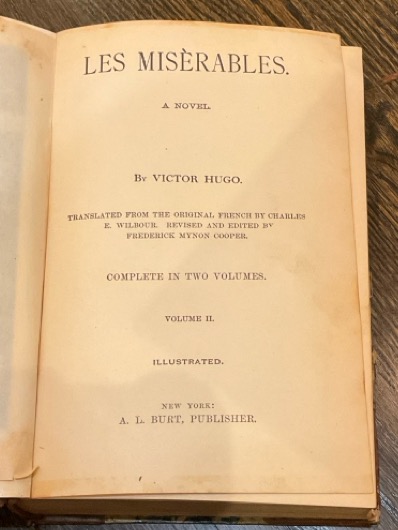 LES MISÈRABLES.
A NOVEL.
BY VICTOR HUGO.
TRANSLATED FROM THE ORIGINAL FRENCH BY CHARLES
E. WILBOUR. REVISED AND EDITED BY
FREDERICK MYNON COOPER.
COMPLETE IN TWO VOLUMES.
VOLUME II.
ILLUSTRATED.
NEW YORK:
A. L. BURT, PUBLISHER.